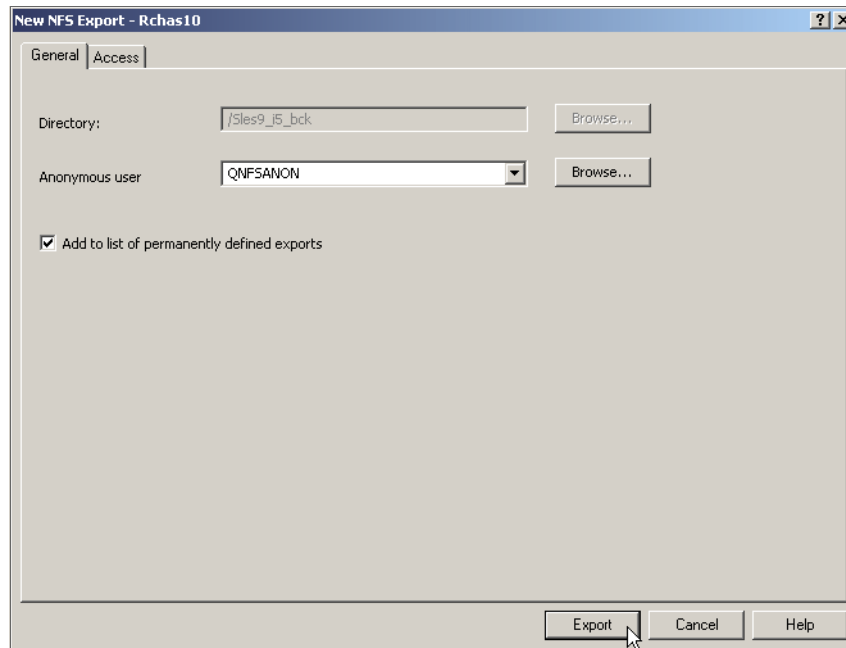 New NFS Export - Rchas10
General Access
Directory: /Sles9_i5_bck Browse...
Anonymous user QNFSANON Browse...
Add to list of permanently defined exports
Export Cancel Help